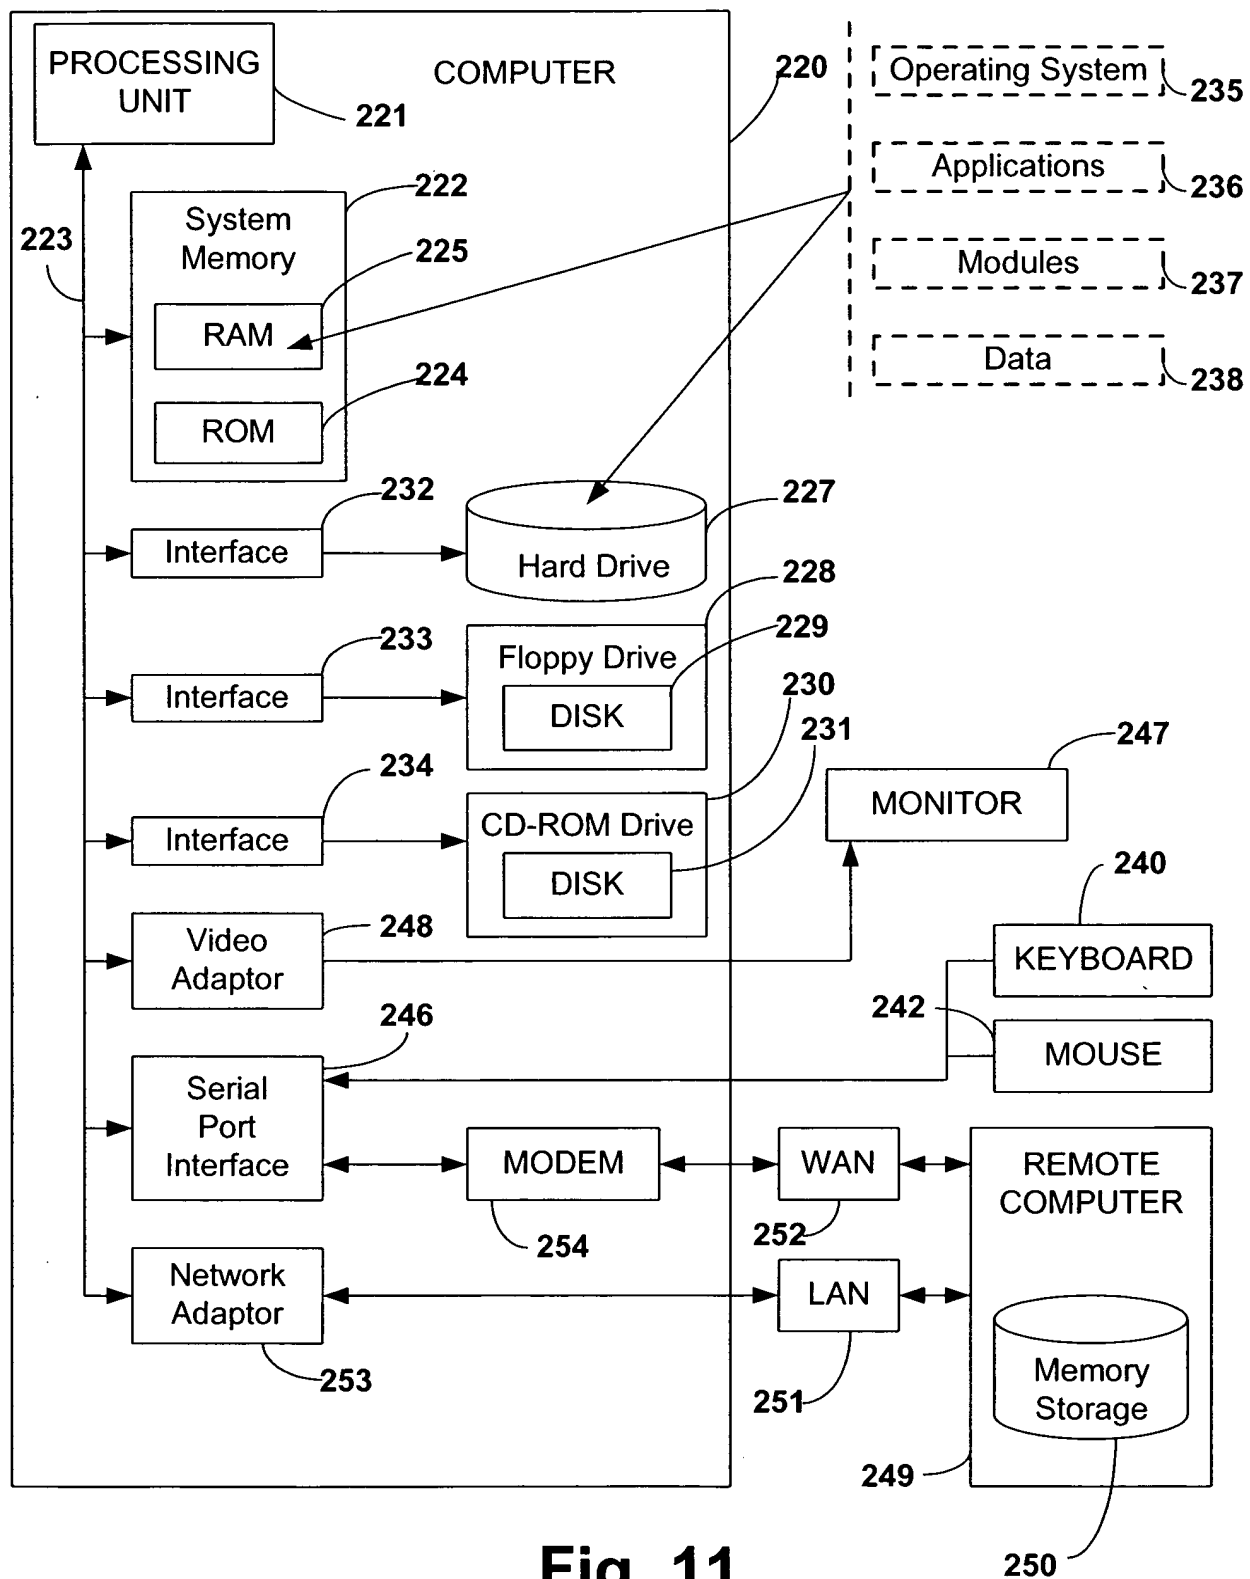 PROCESSING
UNIT
221
COMPUTER
220
Operating System
235
Applications
236
Modules
237
Data
238
223
222
System
Memory
225
RAM
224
ROM
232
Interface
227
Hard Drive
233
Interface
228
229
Floppy Drive
DISK
234
Interface
230
231
CD-ROM Drive
DISK
247
MONITOR
248
Video
Adaptor
240
KEYBOARD
242
MOUSE
246
Serial
Port
Interface
MODEM
254
WAN
252
REMOTE
COMPUTER
Network
Adaptor
253
LAN
251
Memory
Storage
249
250
Fig. 11